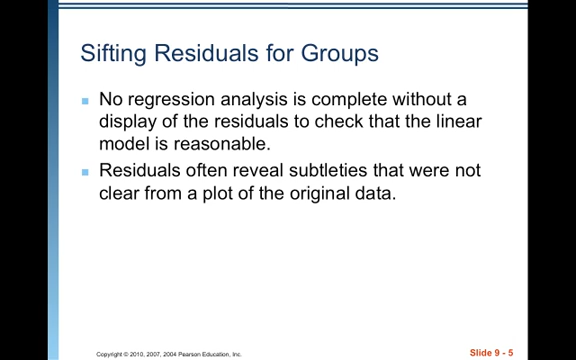 Sifting Residuals for Groups
No regression analysis is complete without a
display of the residuals to check that the linear
model is reasonable.
Residuals often reveal subtleties that were not
clear from a plot of the original data.
Copyright © 2010, 2007, 2004 Pearson Education, Inc.
Slide 9 - 5